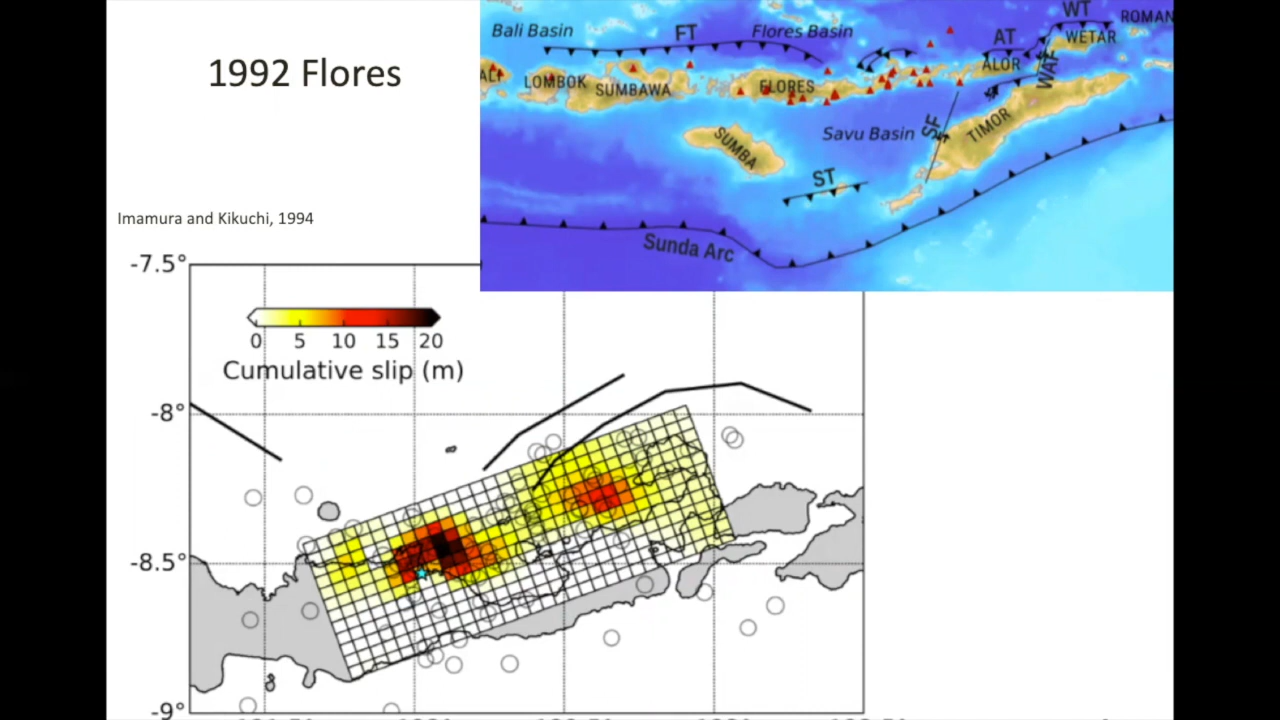 1992 Flores
Imamura and Kikuchi, 1994
Bali Basin
FT
Flores Basin
AT
WT
ROMAN
WETAR
ALI
LOMBOK
SUMBAWA
FLORES
ALOR
WAF
SUMBA
Savu Basin
SF
TIMOR
ST
Sunda Arc
-7.5°
0 5 10 15 20
Cumulative slip (m)
-8°
-8.5°
-9°